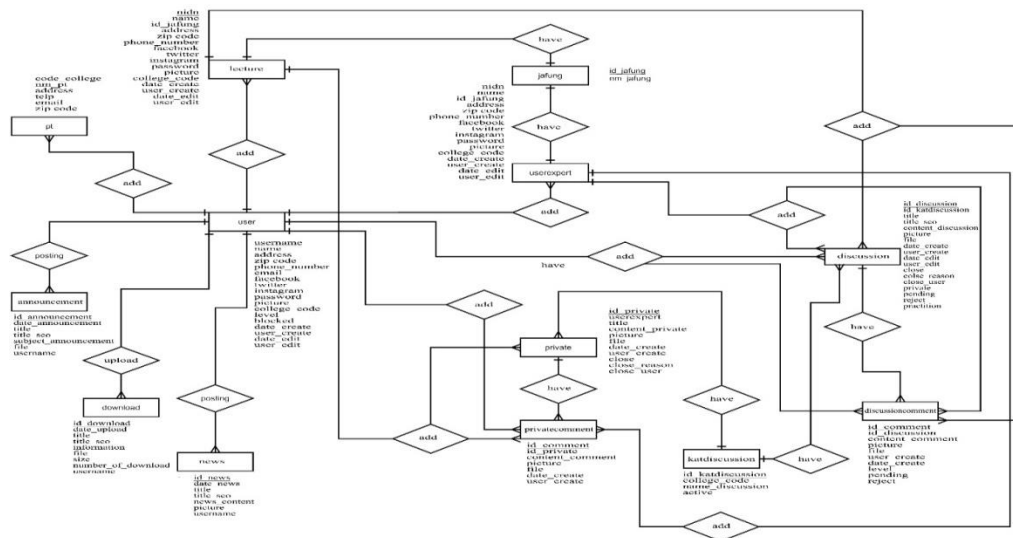 nidn
name
id_jafung
address
zip code
phone_number
facebook
twitter
instagram
password
picture
college_code
date_create
user_create
date_edit
user_edit
lecture
have
jafung
id_jafung
nm_jafung
code_college
nm_pt
address
telp
email
zip code
pt
add
add
nidn
name
id_jafung
address
zip code
phone_number
facebook
twitter
instagram
password
picture
college_code
date_create
user_create
date_edit
user_edit
have
userexpert
add
add
add
user
posting
announcement
id_announcement
date_announcement
title
title_seo
subject_announcement
file
username
username
name
address
zip code
phone_number
email
facebook
twitter
instagram
password
picture
college_code
level
blocked
date_create
user_create
date_edit
user_edit
have
add
discussion
id_discussion
id_katdiscussion
title
title_seo
content_discussion
picture
file
date_create
user_create
date_edit
user_edit
close
colse_reason
close_user
private
pending
reject
practition
upload
download
id_download
date_upload
title
title_seo
information
file
size
number_of_download
username
posting
news
id_news
date_news
title
title_seo
news_content
picture
username
add
private
id_private
userexpert
title
content_private
picture
file
date_create
user_create
close
close_reason
close_user
have
add
privatecomment
id_comment
id_private
content_comment
picture
file
date_create
user_create
have
katdiscussion
id_katdiscussion
college_code
name_discussion
active
have
have
discussioncomment
id_comment
id_discussion
content_comment
picture
file
user_create
date_create
level
pending
reject
add